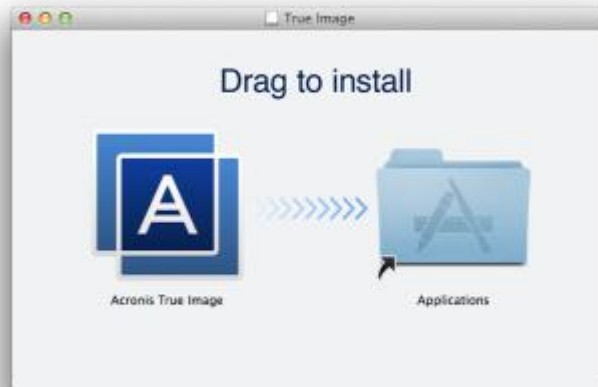 True Image
Drag to install
Acronis True Image
Applications